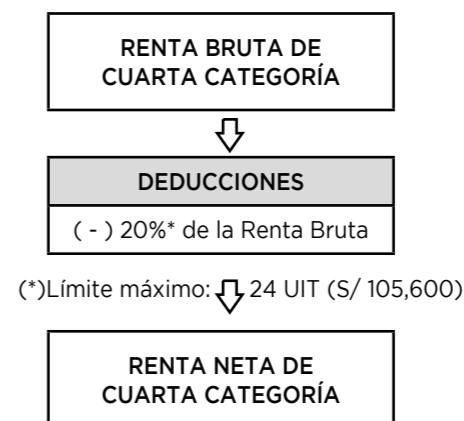 RENTA BRUTA DE
CUARTA CATEGORÍA
DEDUCCIONES
( - ) 20%* de la Renta Bruta
(*)Límite máximo: 24 UIT (S/ 105,600)
RENTA NETA DE
CUARTA CATEGORÍA